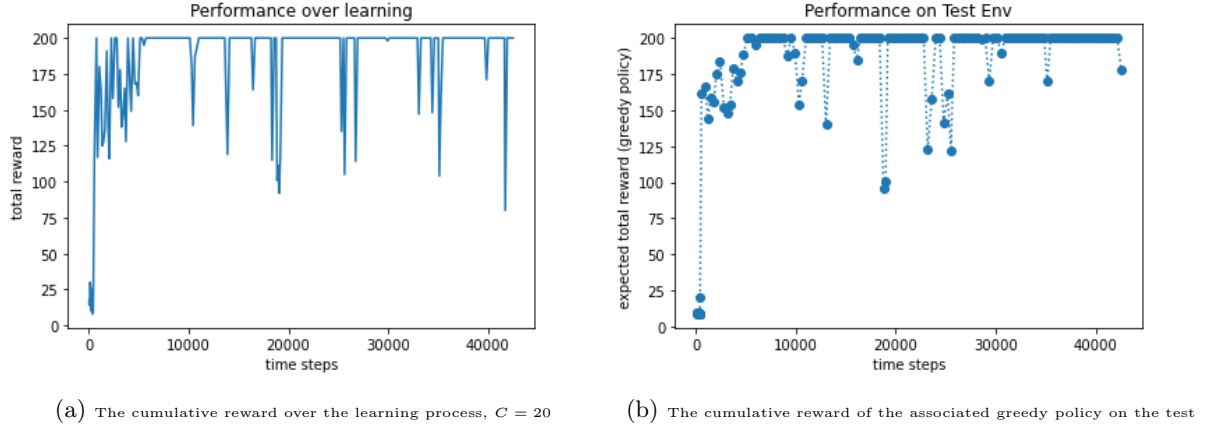 Performance over learning
total reward
200
175
150
125
100
75
50
25
0
0 10000 20000 30000 40000
time steps
(a) The cumulative reward over the learning process, C = 20
Performance on Test Env
expected total reward (greedy policy)
200
175
150
125
100
75
50
25
0
0 10000 20000 30000 40000
time steps
(b) The cumulative reward of the associated greedy policy on the test